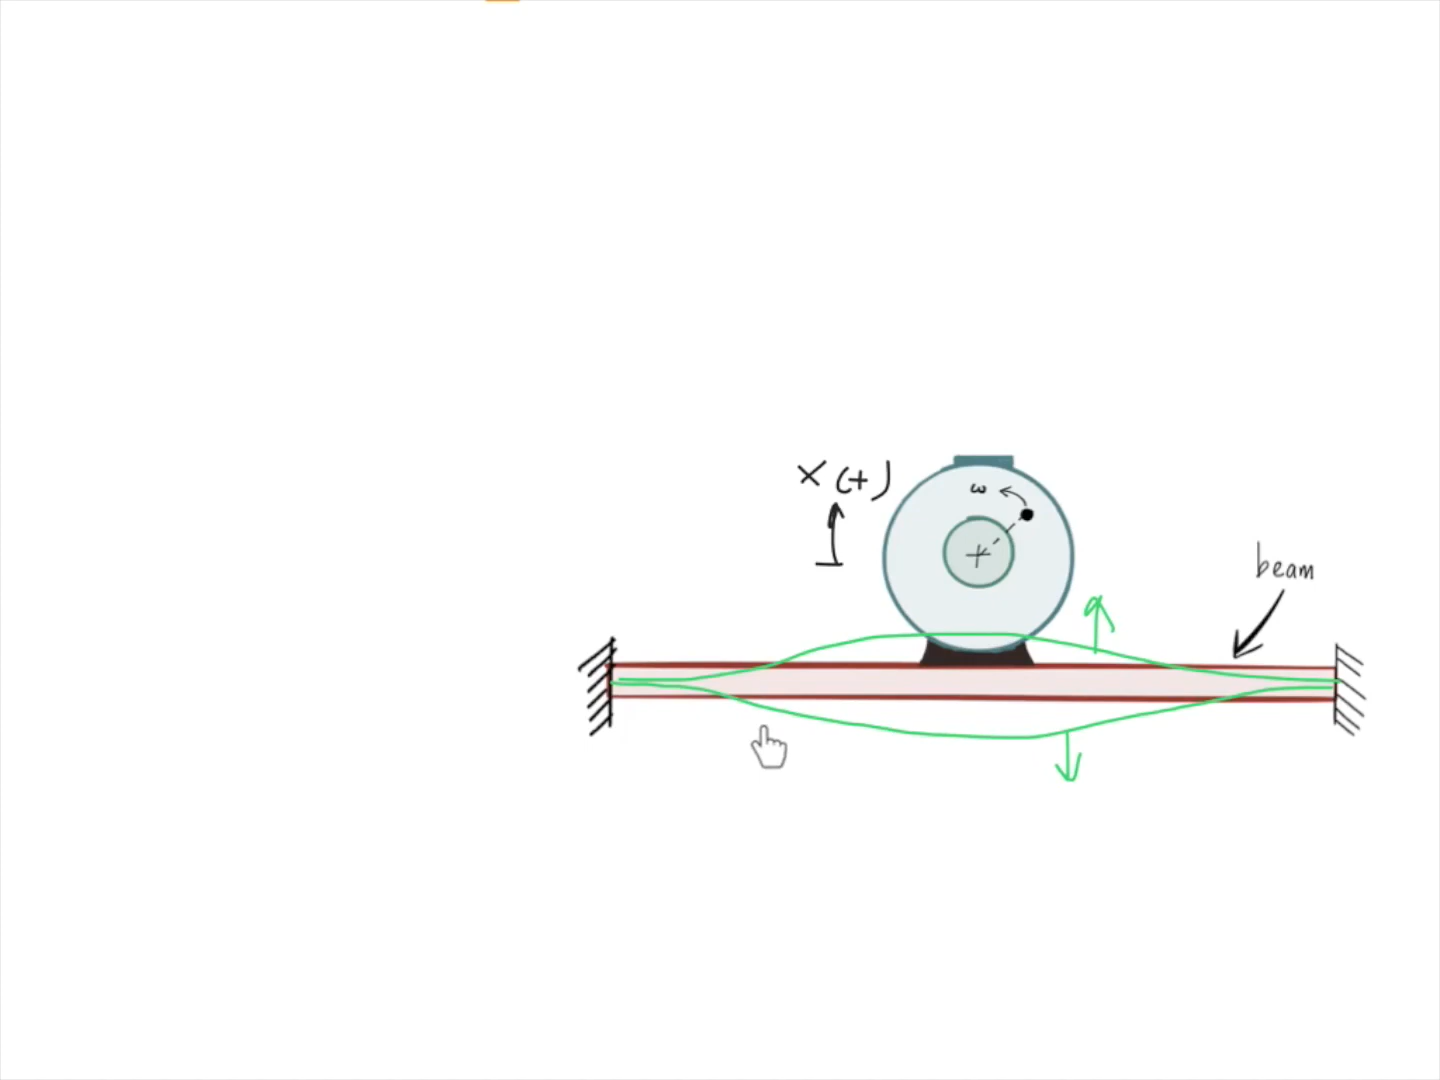 x (+)
ω
beam